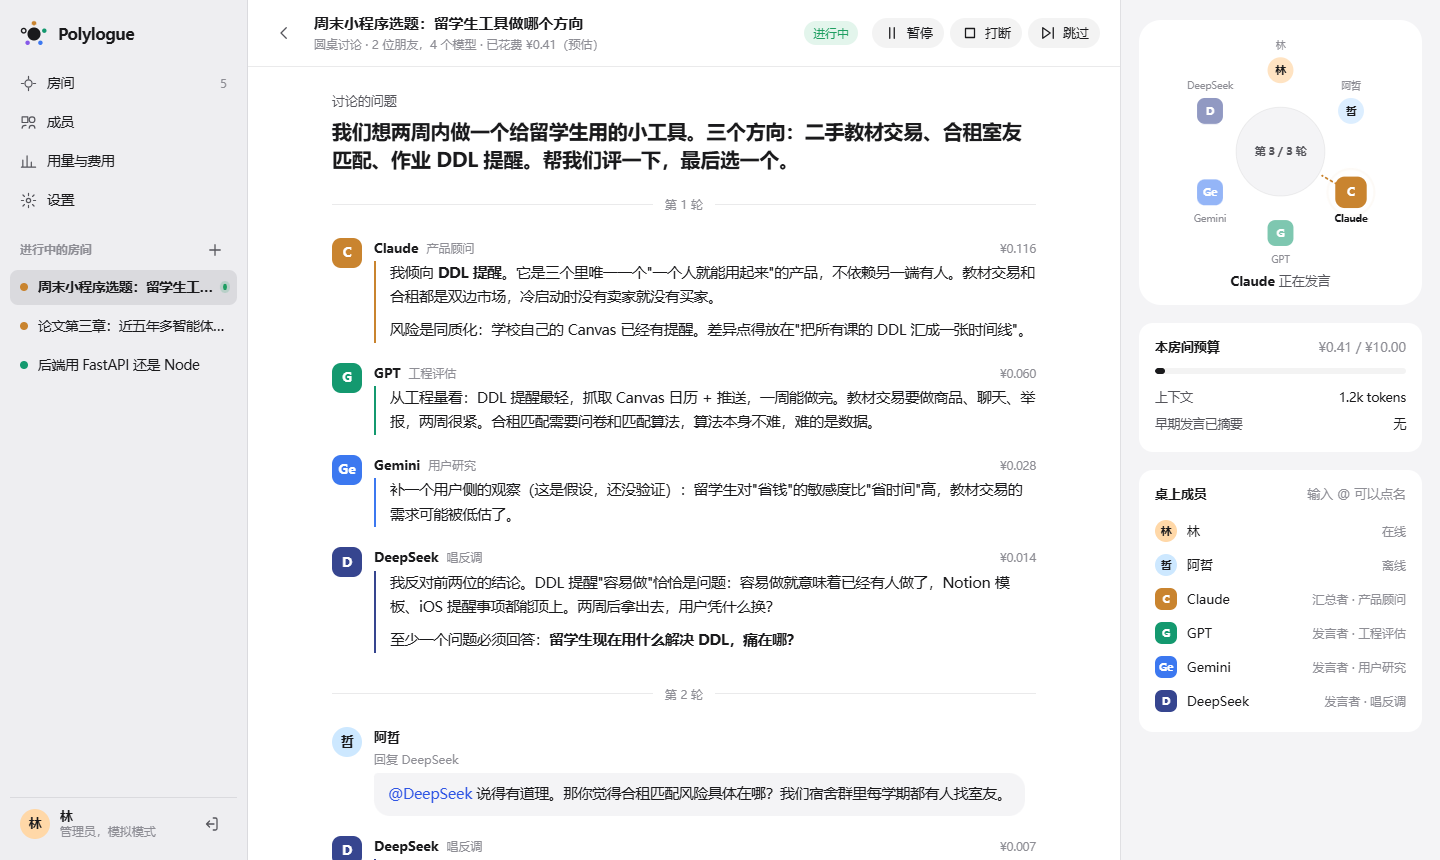 Polylogue
房间 5
成员
用量与费用
设置
进行中的房间
周末小程序选题：留学生工...
论文第三章：近五年多智能体...
后端用 FastAPI 还是 Node
林
林
管理员，模拟模式
周末小程序选题：留学生工具做哪个方向
圆桌讨论 · 2 位朋友，4 个模型 · 已花费 ¥0.41（预估）
进行中
暂停
打断
跳过
讨论的问题
我们想两周内做一个给留学生用的小工具。三个方向：二手教材交易、合租室友
匹配、作业 DDL 提醒。帮我们评一下，最后选一个。
第 1 轮
C
Claude 产品顾问 ¥0.116
我倾向 DDL 提醒。它是三个里唯一一个"一个人就能用起来"的产品，不依赖另一端有人。教材交易和
合租都是双边市场，冷启动时没有卖家就没有买家。
风险是同质化：学校自己的 Canvas 已经有提醒。差异点得放在"把所有课的 DDL 汇成一张时间线"。
G
GPT 工程评估 ¥0.060
从工程量看：DDL 提醒最轻，抓取 Canvas 日历 + 推送，一周能做完。教材交易要做商品、聊天、举
报，两周很紧。合租匹配需要问卷和匹配算法，算法本身不难，难的是数据。
Ge
Gemini 用户研究 ¥0.028
补一个用户侧的观察（这是假设，还没验证）：留学生对"省钱"的敏感度比"省时间"高，教材交易的
需求可能被低估了。
D
DeepSeek 唱反调 ¥0.014
我反对前两位的结论。DDL 提醒"容易做"恰恰是问题：容易做就意味着已经有人做了，Notion 模
板、iOS 提醒事项都能顶上。两周后拿出去，用户凭什么换？
至少一个问题必须回答：留学生现在用什么解决 DDL，痛在哪？
第 2 轮
哲
阿哲
回复 DeepSeek
@DeepSeek 说得有道理。那你觉得合租匹配风险具体在哪？我们宿舍群里每学期都有人找室友。
D
DeepSeek 唱反调 ¥0.007
林
林
DeepSeek
D
阿哲
哲
第 3 / 3 轮
Ge
Gemini
C
Claude
G
GPT
Claude 正在发言
本房间预算 ¥0.41 / ¥10.00
上下文 1.2k tokens
早期发言已摘要 无
桌上成员 输入 @ 可以点名
林 林 在线
哲 阿哲 离线
C Claude 汇总者 · 产品顾问
G GPT 发言者 · 工程评估
Ge Gemini 发言者 · 用户研究
D DeepSeek 发言者 · 唱反调